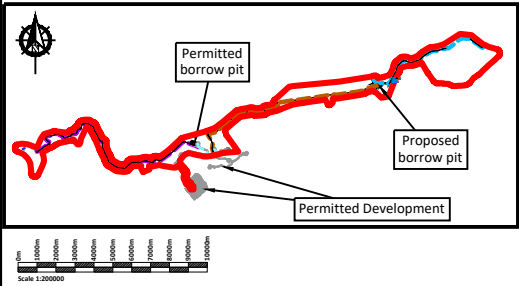 Permitted
borrow pit
Proposed
borrow pit
Permitted Development
0m
1000m
2000m
3000m
4000m
5000m
6000m
7000m
8000m
9000m
10000m
Scale 1:200000